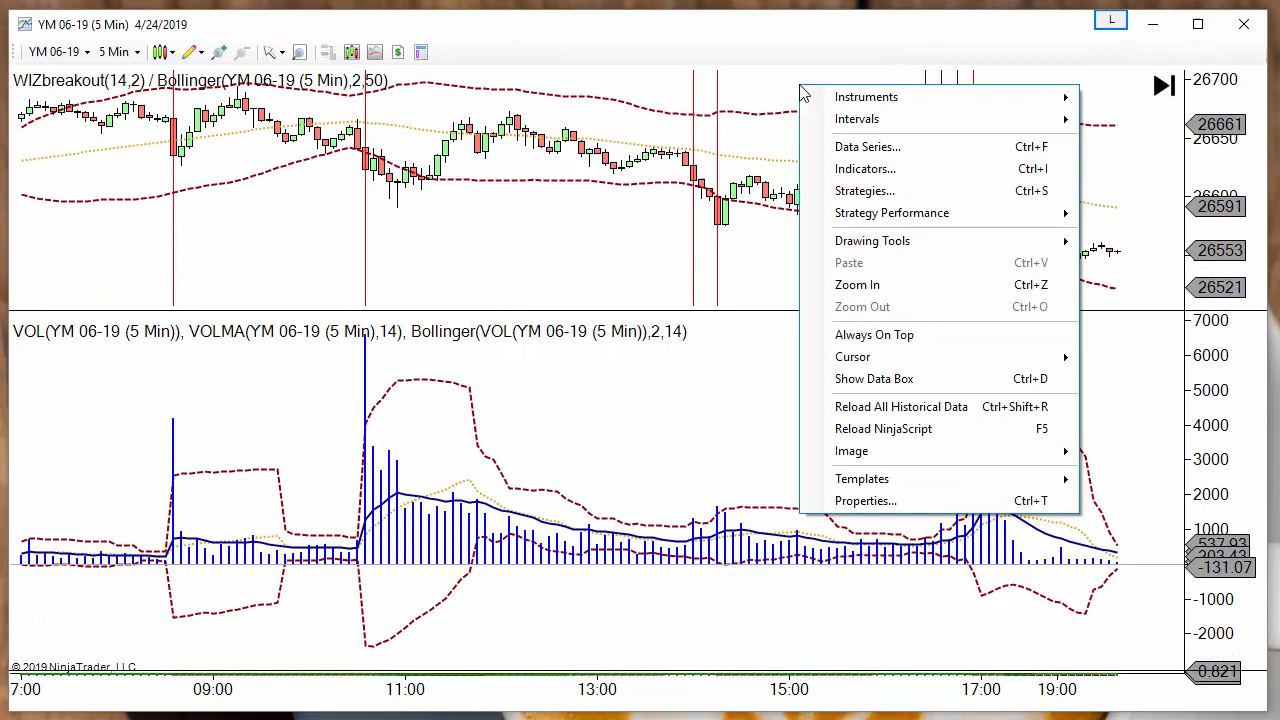 YM 06-19 (5 Min)  4/24/2019
L
YM 06-19
5 Min
WIZbreakout(14,2) / Bollinger(YM 06-19 (5 Min),2,50)
26700
26661
26650
26600
26591
26553
26521
Instruments
Intervals
Data Series... Ctrl+F
Indicators... Ctrl+I
Strategies... Ctrl+S
Strategy Performance
Drawing Tools
Paste Ctrl+V
Zoom In Ctrl+Z
Zoom Out Ctrl+O
Always On Top
Cursor
Show Data Box Ctrl+D
Reload All Historical Data Ctrl+Shift+R
Reload NinjaScript F5
Image
Templates
Properties... Ctrl+T
VOL(YM 06-19 (5 Min)), VOLMA(YM 06-19 (5 Min),14), Bollinger(VOL(YM 06-19 (5 Min)),2,14)
7000
6000
5000
4000
3000
2000
1000
537.93
203.43
-131.07
-1000
-2000
© 2019 NinjaTrader, LLC
0.821
7:00 09:00 11:00 13:00 15:00 17:00 19:00